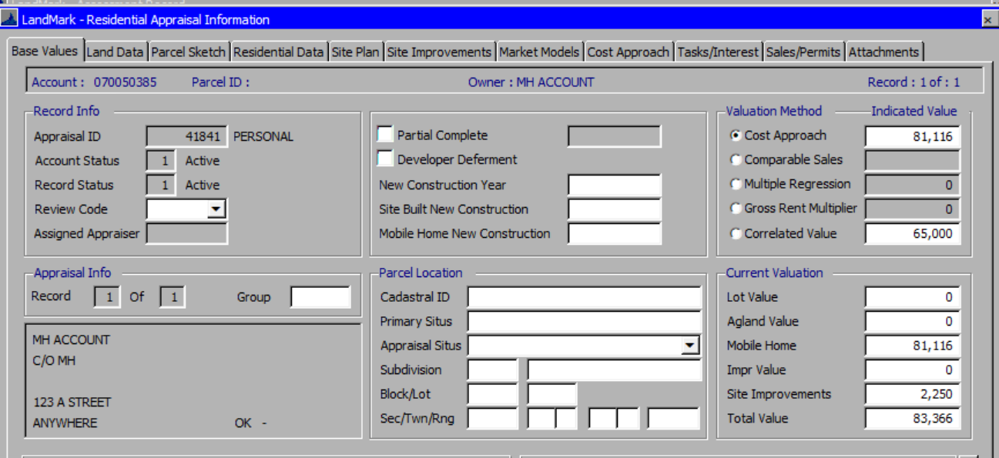 LandMark - Residential Appraisal Information
Base Values Land Data Parcel Sketch Residential Data Site Plan Site Improvements Market Models Cost Approach Tasks/Interest Sales/Permits Attachments
Account : 070050385 Parcel ID : Owner : MH ACCOUNT Record : 1 of : 1
Record Info
Appraisal ID 41841 PERSONAL
Account Status 1 Active
Record Status 1 Active
Review Code
Assigned Appraiser
Partial Complete
Developer Deferment
New Construction Year
Site Built New Construction
Mobile Home New Construction
Valuation Method Indicated Value
Cost Approach 81,116
Comparable Sales
Multiple Regression 0
Gross Rent Multiplier 0
Correlated Value 65,000
Appraisal Info
Record 1 Of 1 Group
MH ACCOUNT
C/O MH
123 A STREET
ANYWHERE OK -
Parcel Location
Cadastral ID
Primary Situs
Appraisal Situs
Subdivision
Block/Lot
Sec/Twn/Rng
Current Valuation
Lot Value 0
Agland Value 0
Mobile Home 81,116
Impr Value 0
Site Improvements 2,250
Total Value 83,366